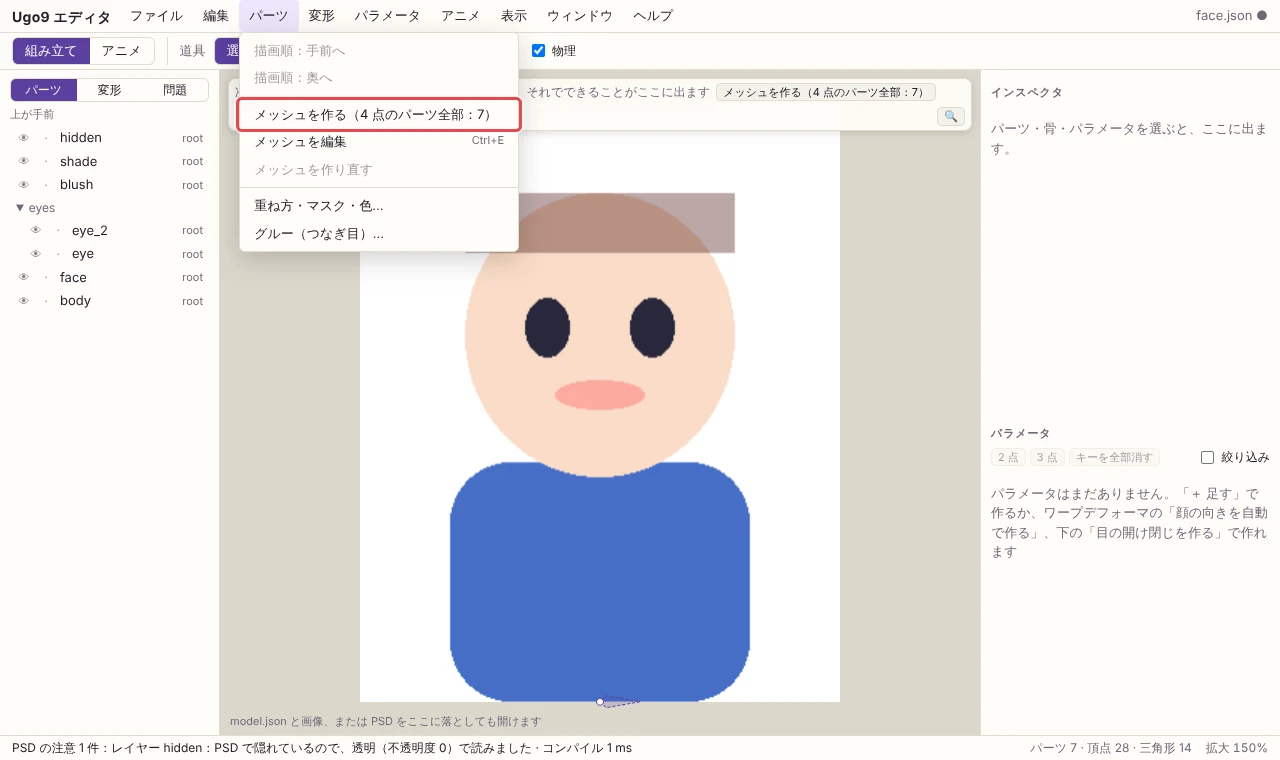 Ugo9 エディタ ファイル 編集 パーツ 変形 パラメータ アニメ 表示 ウィンドウ ヘルプ face.json
組み立て アニメ 道具 選 物理
描画順：手前へ
描画順：奥へ
メッシュを作る（4 点のパーツ全部：7）
メッシュを編集 Ctrl+E
メッシュを作り直す
重ね方・マスク・色...
グルー（つなぎ目）...
パーツ 変形 問題
上が手前
hidden root
shade root
blush root
eyes
eye_2 root
eye root
face root
body root
それでできることがここに出ます メッシュを作る（4 点のパーツ全部：7）
model.json と画像、または PSD をここに落としても開けます
インスペクタ
パーツ・骨・パラメータを選ぶと、ここに出ま
す。
パラメータ
2 点 3 点 キーを全部消す 絞り込み
パラメータはまだありません。「＋ 足す」で
作るか、ワープデフォーマの「顔の向きを自動
で作る」、下の「目の開け閉じを作る」で作れ
ます
PSD の注意 1 件：レイヤー hidden：PSD で隠れているので、透明（不透明度 0）で読みました · コンパイル 1 ms
パーツ 7 · 頂点 28 · 三角形 14 拡大 150%